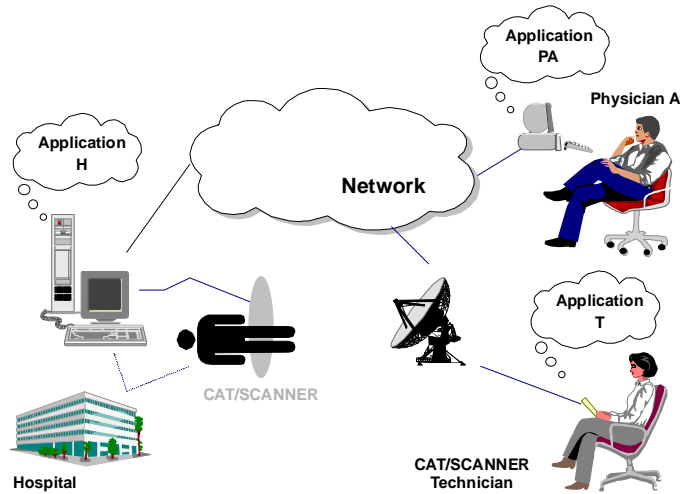 Application
PA
Physician A
Application
H
Network
Application
T
CAT/SCANNER
Hospital
CAT/SCANNER
Technician